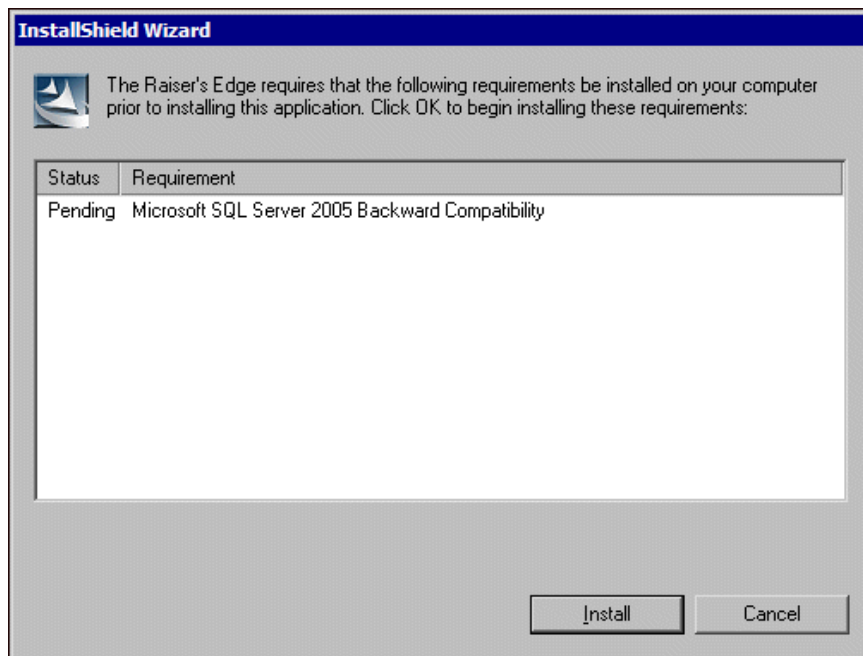 InstallShield Wizard
The Raiser's Edge requires that the following requirements be installed on your computer
prior to installing this application. Click OK to begin installing these requirements:
Status Requirement
Pending Microsoft SQL Server 2005 Backward Compatibility
Install Cancel